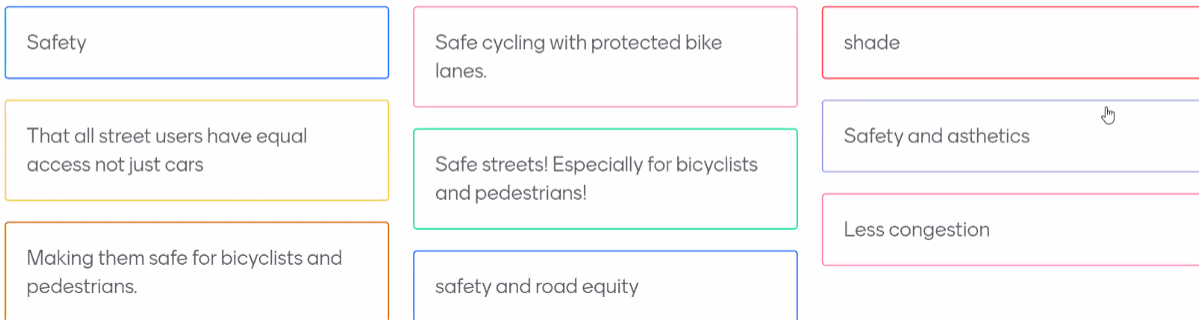 Safety
That all street users have equal
access not just cars
Making them safe for bicyclists and
pedestrians.
Safe cycling with protected bike
lanes.
Safe streets! Especially for bicyclists
and pedestrians!
safety and road equity
shade
Safety and asthetics
Less congestion